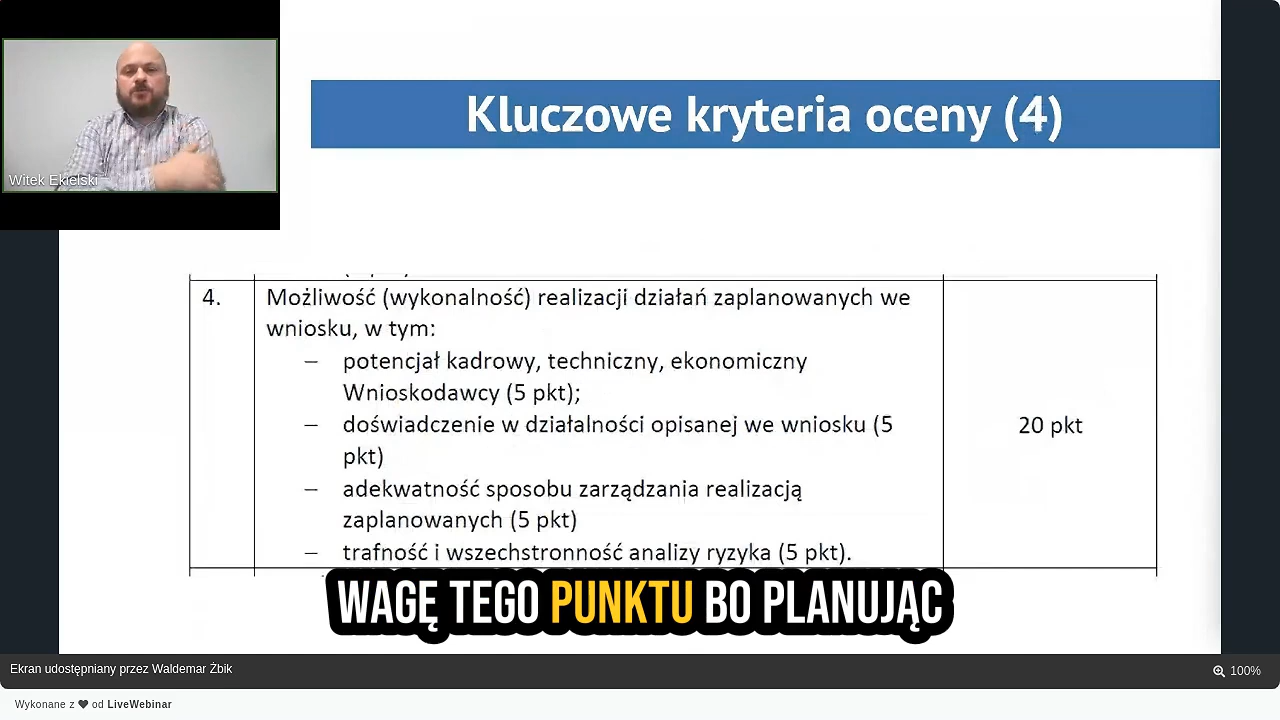 Witek Ekielski
Kluczowe kryteria oceny (4)
4.
Możliwość (wykonalność) realizacji działań zaplanowanych we
wniosku, w tym:
– potencjał kadrowy, techniczny, ekonomiczny
Wnioskodawcy (5 pkt);
– doświadczenie w działalności opisanej we wniosku (5
pkt)
– adekwatność sposobu zarządzania realizacją
zaplanowanych (5 pkt)
– trafność i wszechstronność analizy ryzyka (5 pkt).
20 pkt
WAGĘ TEGO PUNKTU BO PLANUJĄC
Ekran udostępniany przez Waldemar Żbik
100%
Wykonane z ♥ od LiveWebinar